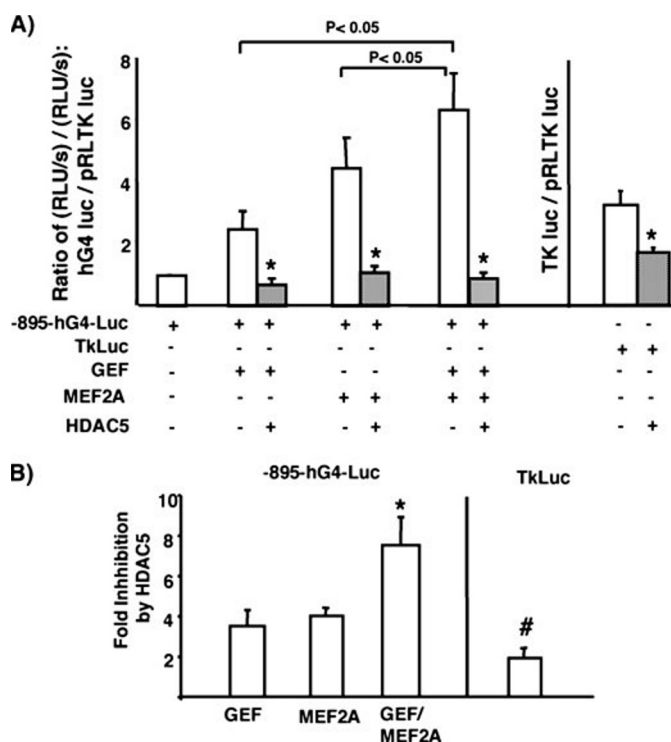 A)
P< 0.05
P< 0.05
Ratio of (RLU/s) / (RLU/s):
hG4 luc / pRLTK luc
8
6
4
2
* * *
TK luc / pRLTK luc
*
-895-hG4-Luc + + + + + + + - -
TkLuc - - - - - - - + +
GEF - + + - - + + - -
MEF2A - - - + + + + - -
HDAC5 - - + - + - + - +
B)
-895-hG4-Luc TkLuc
Fold Inhhibition
by HDAC5
10
8
6
4
2
*
#
GEF MEF2A GEF/
MEF2A